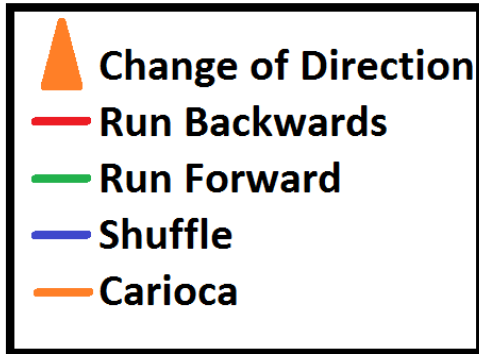 Change of Direction
Run Backwards
Run Forward
Shuffle
Carioca